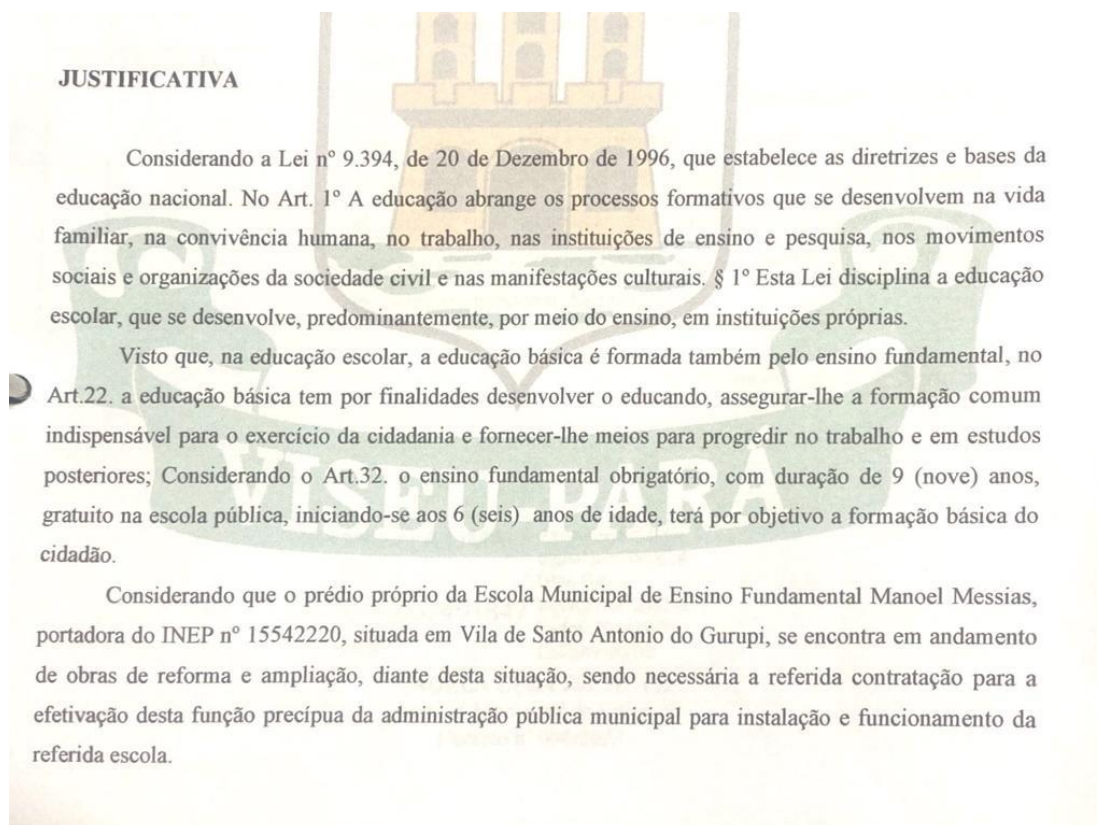 JUSTIFICATIVA
Considerando a Lei nº 9.394, de 20 de Dezembro de 1996, que estabelece as diretrizes e bases da
educação nacional. No Art. 1º A educação abrange os processos formativos que se desenvolvem na vida
familiar, na convivência humana, no trabalho, nas instituições de ensino e pesquisa, nos movimentos
sociais e organizações da sociedade civil e nas manifestações culturais. § 1º Esta Lei disciplina a educação
escolar, que se desenvolve, predominantemente, por meio do ensino, em instituições próprias.
Visto que, na educação escolar, a educação básica é formada também pelo ensino fundamental, no
Art.22. a educação básica tem por finalidades desenvolver o educando, assegurar-lhe a formação comum
indispensável para o exercício da cidadania e fornecer-lhe meios para progredir no trabalho e em estudos
posteriores; Considerando o Art.32. o ensino fundamental obrigatório, com duração de 9 (nove) anos,
gratuito na escola pública, iniciando-se aos 6 (seis) anos de idade, terá por objetivo a formação básica do
cidadão.
VISEU PARÁ
Considerando que o prédio próprio da Escola Municipal de Ensino Fundamental Manoel Messias,
portadora do INEP nº 15542220, situada em Vila de Santo Antonio do Gurupi, se encontra em andamento
de obras de reforma e ampliação, diante desta situação, sendo necessária a referida contratação para a
efetivação desta função precípua da administração pública municipal para instalação e funcionamento da
referida escola.